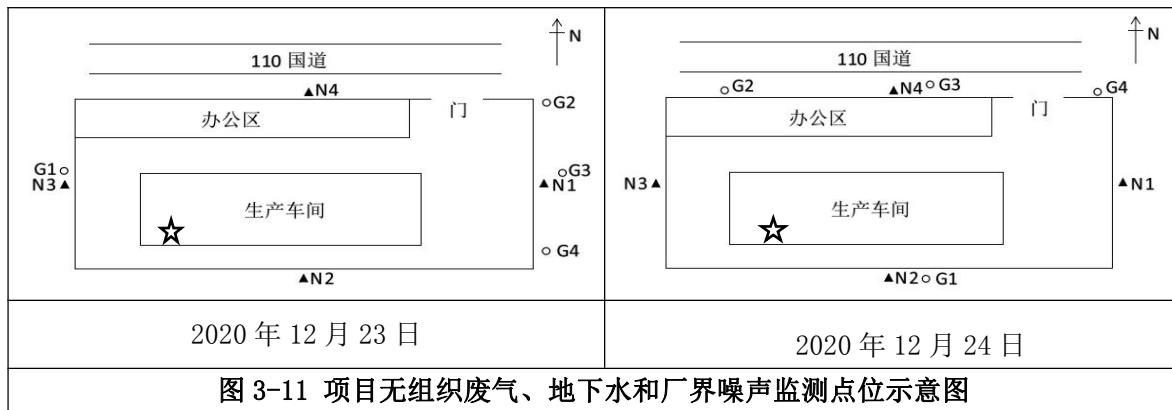 N
110 国道
▲N4
○G2
办公区
门
G1○
N3▲
○G3
▲N1
生产车间
☆
○G4
▲N2
N
110 国道
○G2
▲N4○G3
○G4
办公区
门
N3▲
▲N1
生产车间
☆
▲N2○G1
2020 年 12 月 23 日
2020 年 12 月 24 日
图 3-11 项目无组织废气、地下水和厂界噪声监测点位示意图